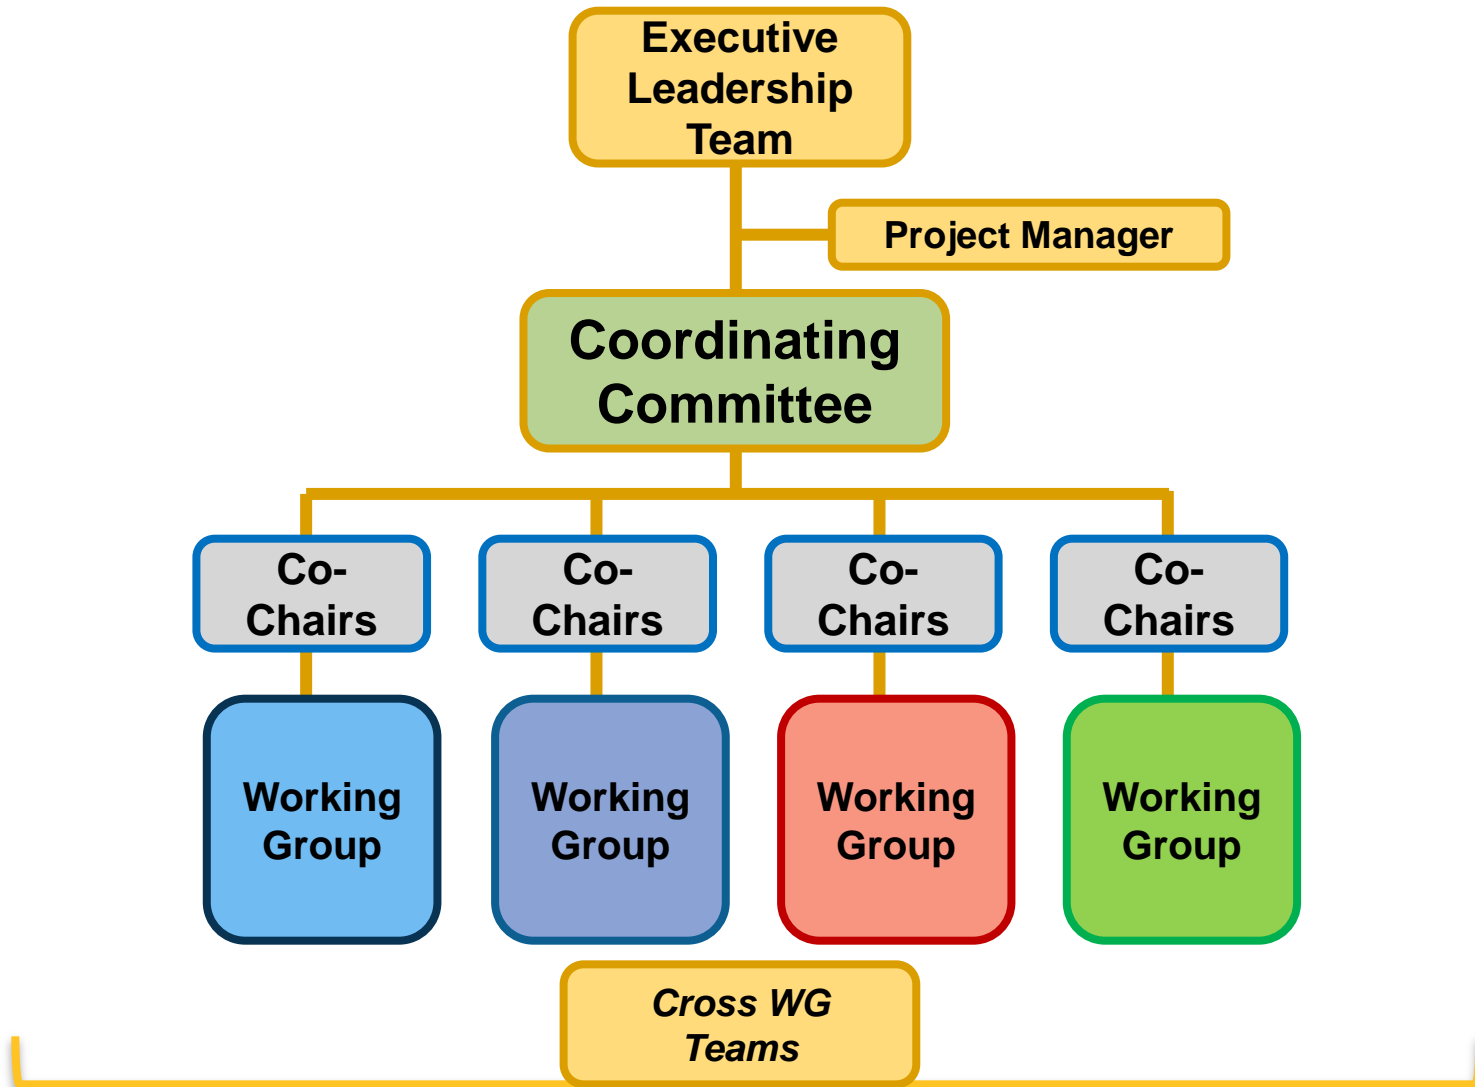 Executive
Leadership
Team
Project Manager
Coordinating
Committee
Co-
Chairs
Co-
Chairs
Co-
Chairs
Co-
Chairs
Working
Group
Working
Group
Working
Group
Working
Group
Cross WG
Teams